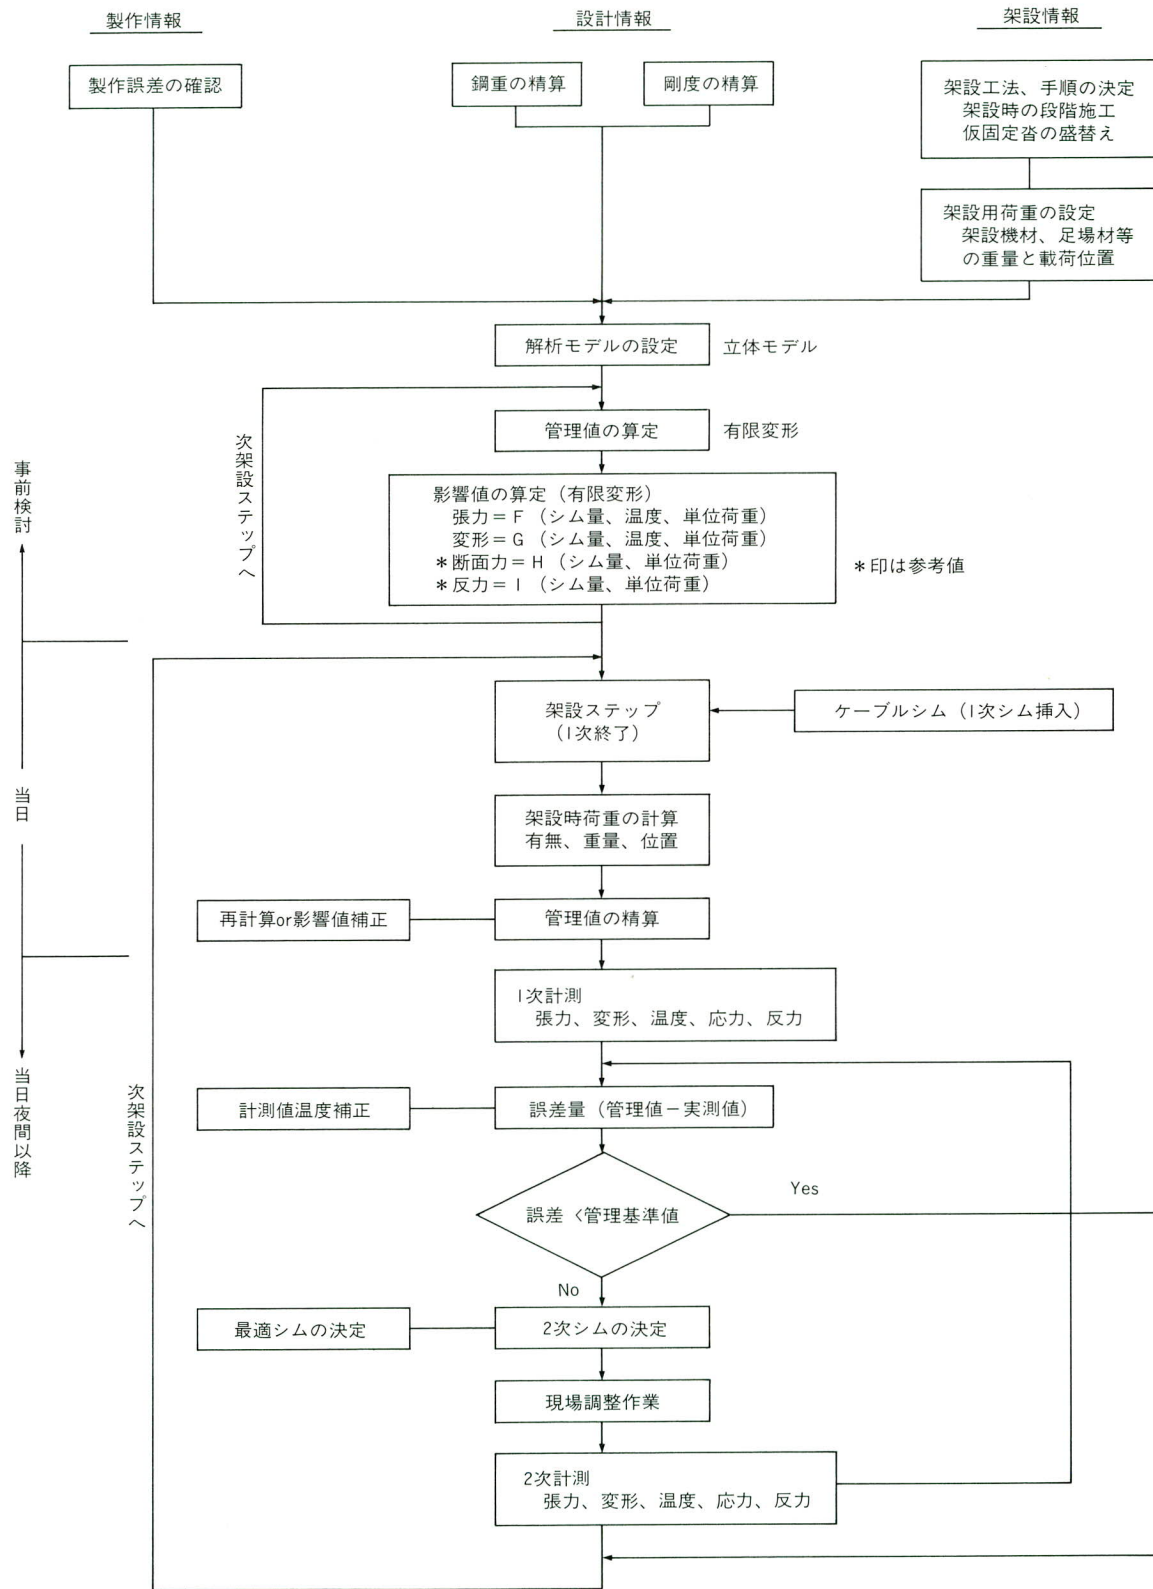 製作情報
設計情報
架設情報
製作誤差の確認
鋼重の精算
剛度の精算
架設工法、手順の決定
架設時の段階施工
仮固定沓の盛替え
架設用荷重の設定
架設機材、足場材等
の重量と載荷位置
解析モデルの設定
立体モデル
管理値の算定
有限変形
次架設ステップへ
影響値の算定（有限変形）
張力＝F（シム量、温度、単位荷重）
変形＝G（シム量、温度、単位荷重）
＊断面力＝H（シム量、単位荷重）
＊反力＝I（シム量、単位荷重）
＊印は参考値
事前検討
架設ステップ
（1次終了）
ケーブルシム（1次シム挿入）
当日
架設時荷重の計算
有無、重量、位置
再計算or影響値補正
管理値の精算
1次計測
張力、変形、温度、応力、反力
当日夜間以降
次架設ステップへ
計測値温度補正
誤差量（管理値－実測値）
誤差＜管理基準値
Yes
No
最適シムの決定
2次シムの決定
現場調整作業
2次計測
張力、変形、温度、応力、反力